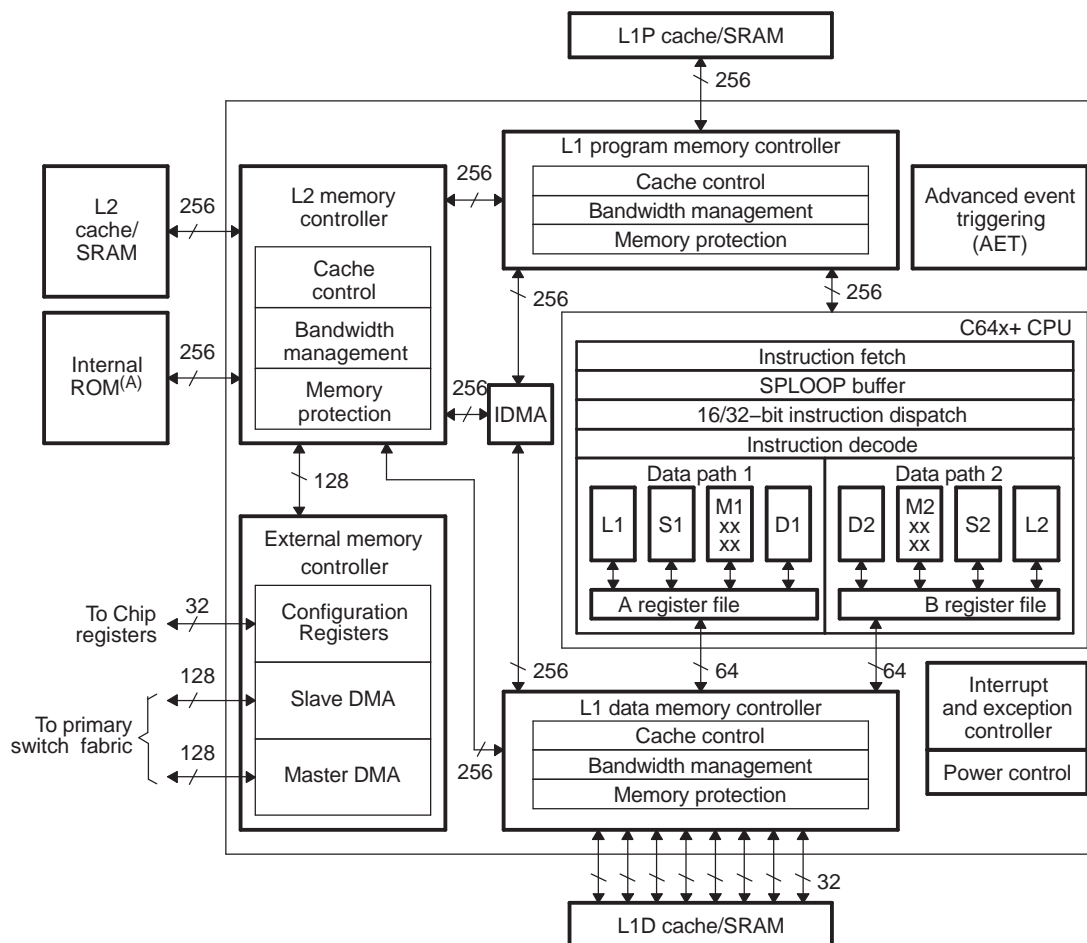 L1P cache/SRAM
256
L1 program memory controller
Cache control
Bandwidth management
Memory protection
256
L2 memory
controller
Cache
control
Bandwidth
management
Memory
protection
L2
cache/
SRAM
256
Internal
ROM(A)
256
Advanced event
triggering
(AET)
256
256
256
IDMA
C64x+ CPU
Instruction fetch
SPLOOP buffer
16/32–bit instruction dispatch
Instruction decode
Data path 1
Data path 2
L1
S1
M1
xx
xx
D1
D2
M2
xx
xx
S2
L2
A register file
B register file
128
External memory
controller
Configuration
Registers
Slave DMA
Master DMA
To Chip
registers
32
128
To primary
switch fabric
128
256
64
64
256
L1 data memory controller
Cache control
Bandwidth management
Memory protection
Interrupt
and exception
controller
Power control
32
L1D cache/SRAM